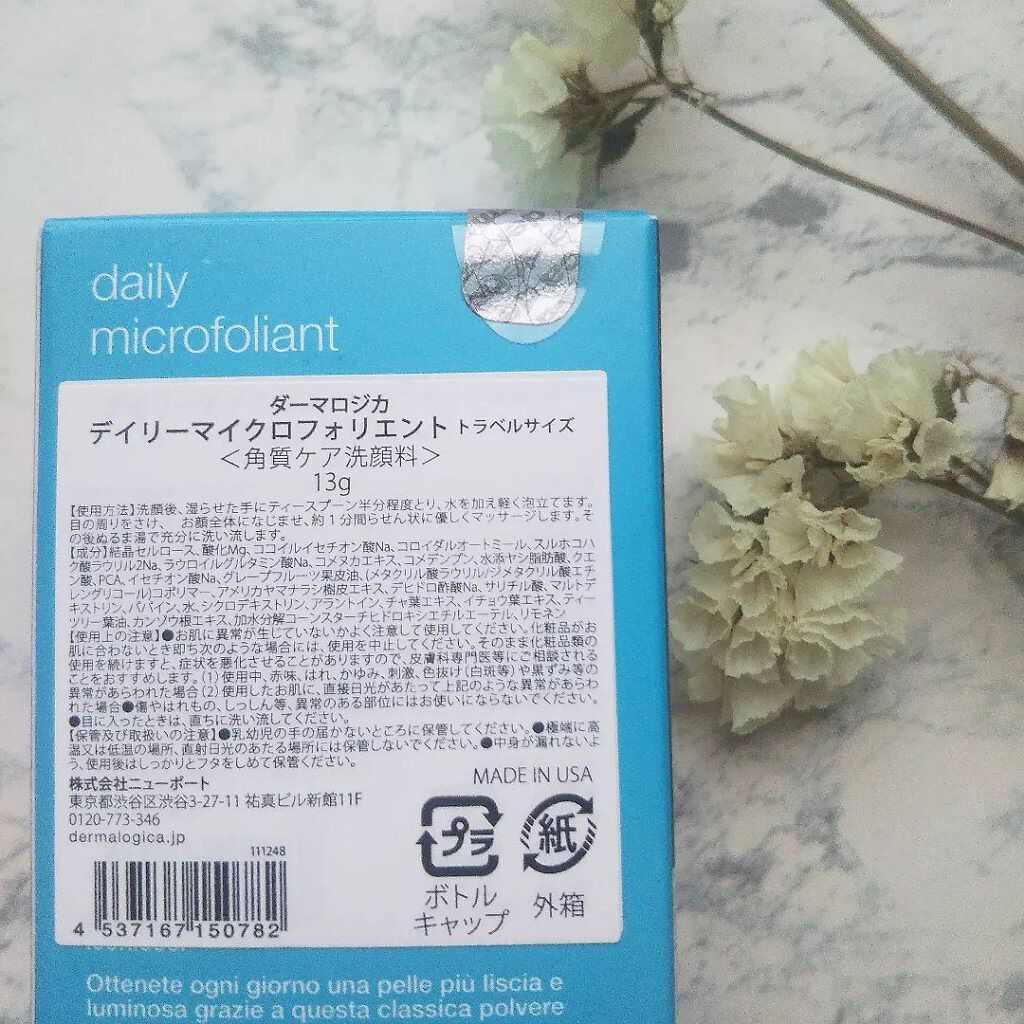 daily
microfoliant
ダーマロジカ
デイリーマイクロフォリエント トラベルサイズ
＜角質ケア洗顔料＞
13g
【使用方法】洗顔後、湿らせた手にティースプーン半分程度とり、水を加え軽く泡立てます。
目の周りをさけ、 お顔全体になじませ、約1分間らせん状に優しくマッサージします。そ
の後ぬるま湯で充分に洗い流します。
【成分】結晶セルロース、酸化Mg、ココイルイセチオン酸Na、コロイダルオートミール、スルホコハ
ク酸ラウリル2Na、ラウロイルグルタミン酸Na、コメヌカエキス、コメデンプン、水添ヤシ脂肪酸、クエ
ン酸、PCA、イセチオン酸Na、グレープフルーツ果皮油、(メタクリル酸ラウリル/ジメタクリル酸エチ
レングリコール)コポリマー、アメリカヤマナラシ樹皮エキス、デヒドロ酢酸Na、サリチル酸、マルトデ
キストリン、パパイン、水、シクロデキストリン、アラントイン、チャ葉エキス、イチョウ葉エキス、ティー
ツリー葉油、カンゾウ根エキス、加水分解コーンスターチヒドロキシエチルエーテル、リモネン
【使用上の注意】●お肌に異常が生じていないかよく注意して使用してください。化粧品がお
肌に合わないとき即ち次のような場合には、使用を中止してください。そのまま化粧品類の
使用を続けますと、症状を悪化させることがありますので、皮膚科専門医等にご相談される
ことをおすすめします。(1)使用中、赤味、はれ、かゆみ、刺激、色抜け(白斑等)や黒ずみ等の
異常があらわれた場合(2)使用したお肌に、直接日光があたって上記のような異常があらわ
れた場合●傷やはれもの、しっしん等、異常のある部位にはお使いにならないでください。
●目に入ったときは、直ちに洗い流してください。
【保管及び取扱いの注意】●乳幼児の手の届かないところに保管してください。●極端に高
温又は低温の場所、直射日光のあたる場所には保管しないでください。●中身が漏れないよ
う、使用後はしっかりとフタをしめて保管ください。
株式会社ニューポート
東京都渋谷区渋谷3-27-11 祐真ビル新館11F
0120-773-346
dermalogica.jp
MADE IN USA
プラ
紙
ボトル
キャップ
外箱
111248
4 537167 150782
Ottenete ogni giorno una pelle più liscia e
luminosa grazie a questa classica polvere